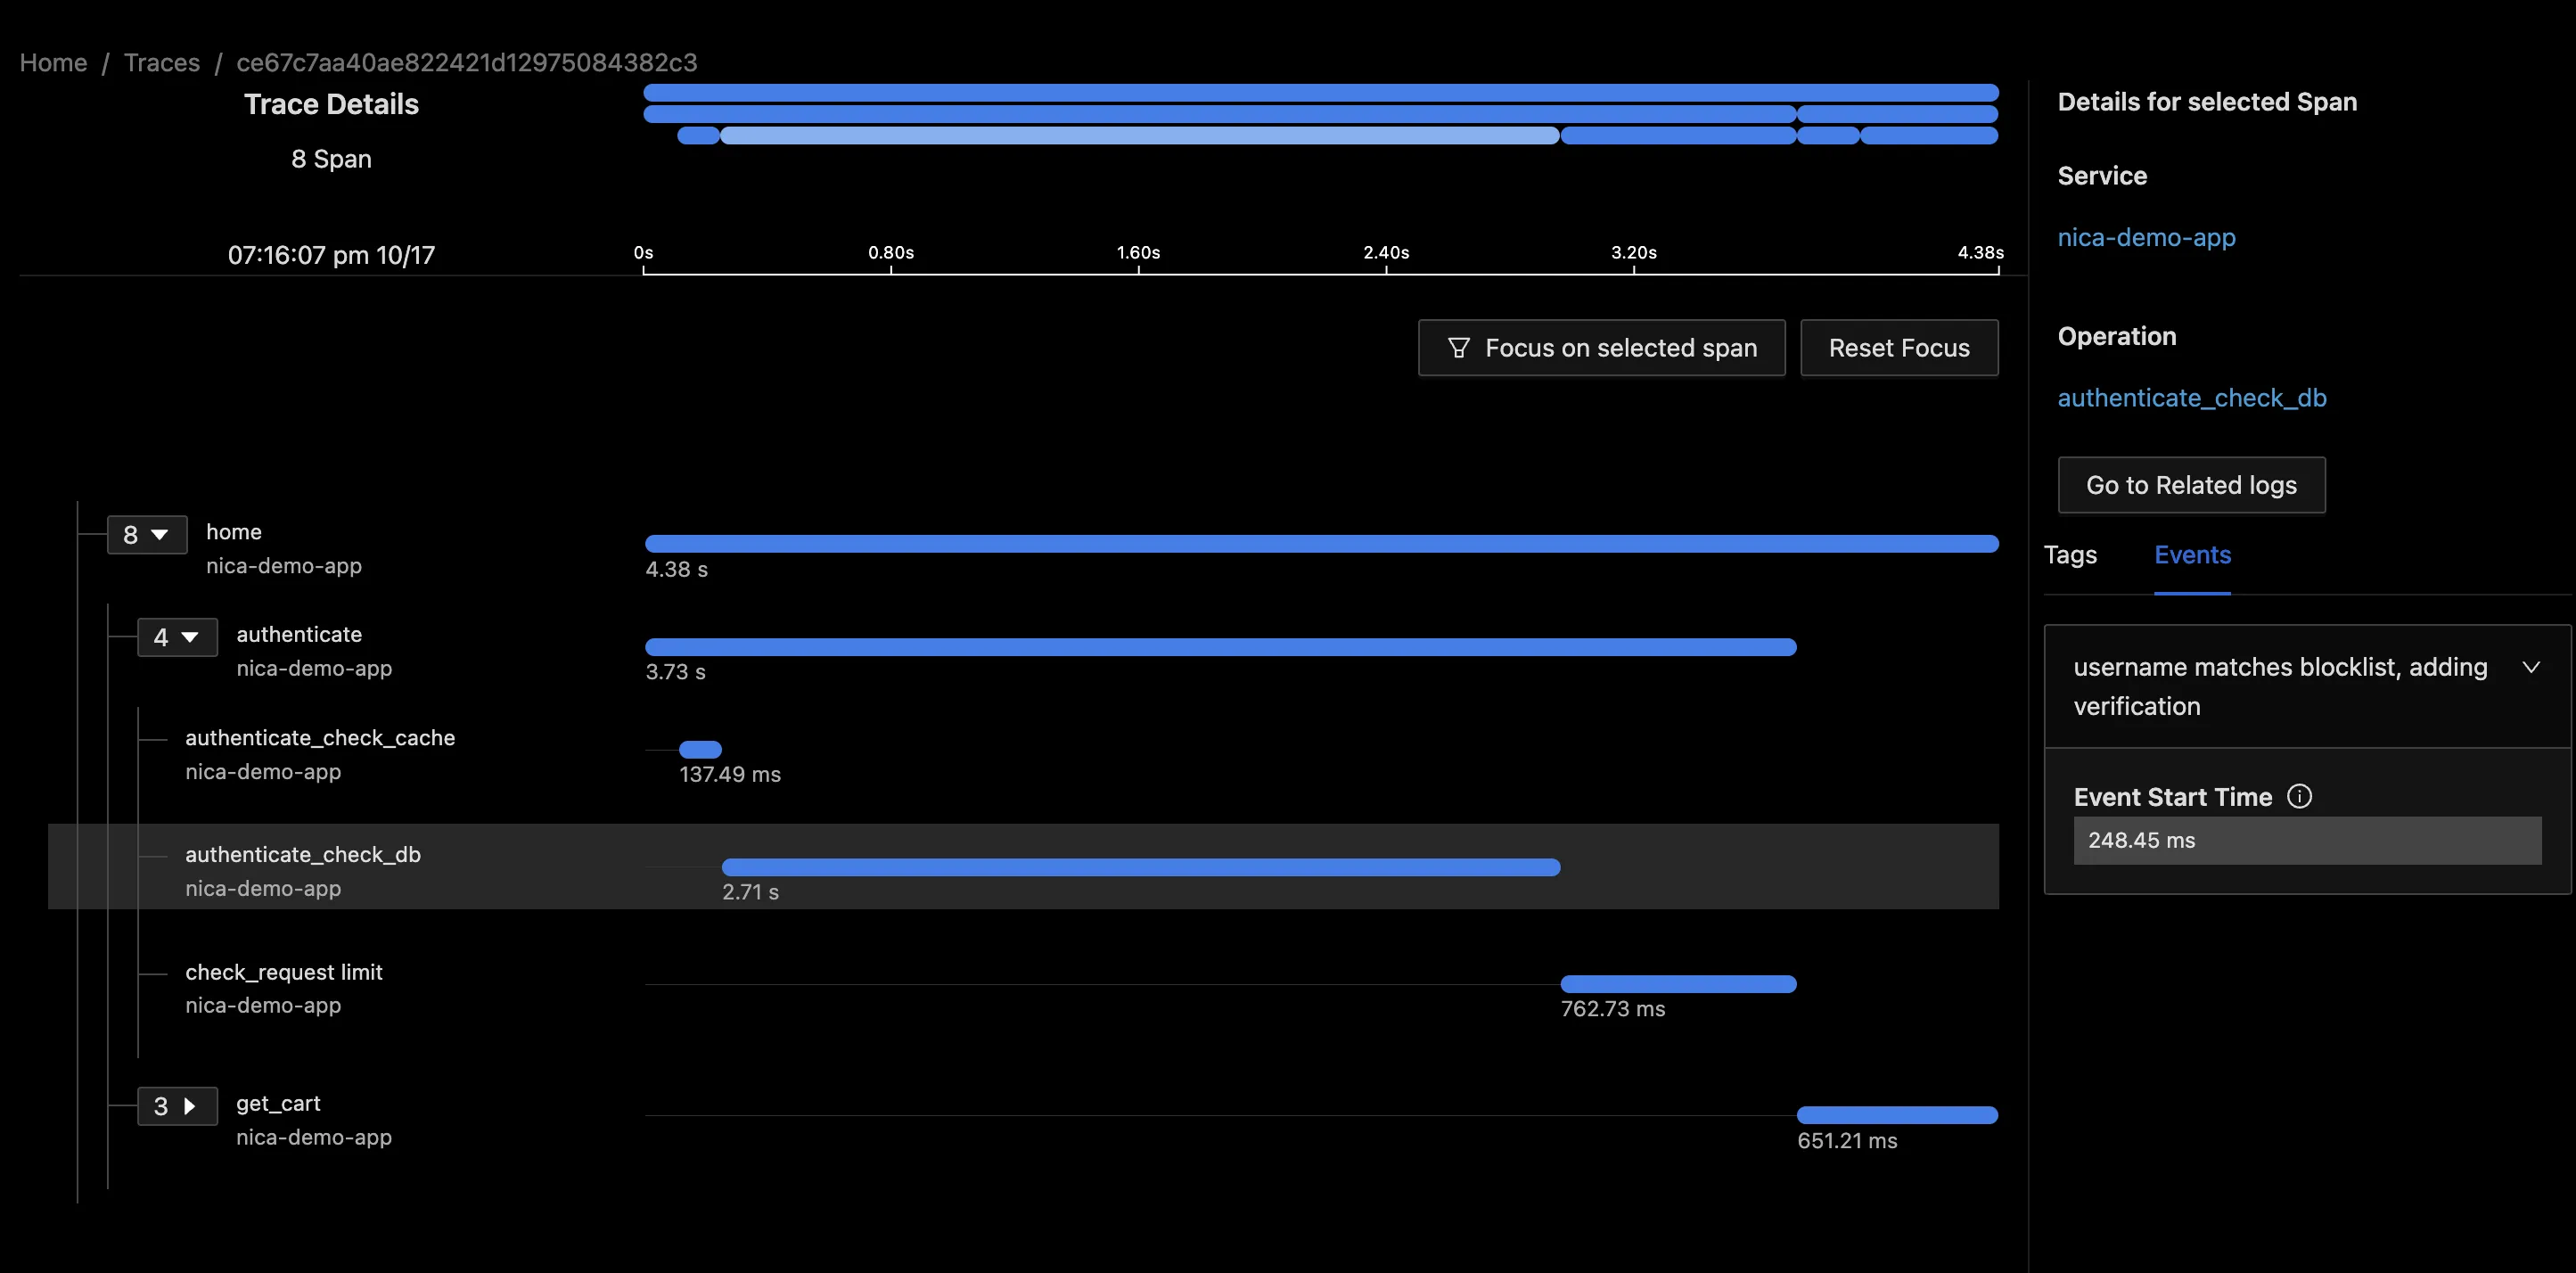 Home / Traces / ce67c7aa40ae822421d12975084382c3
Trace Details
8 Span
07:16:07 pm 10/17
0s 0.80s 1.60s 2.40s 3.20s 4.38s
Focus on selected span
Reset Focus
8 home
nica-demo-app
4.38 s
4 authenticate
nica-demo-app
3.73 s
authenticate_check_cache
nica-demo-app
137.49 ms
authenticate_check_db
nica-demo-app
2.71 s
check_request limit
nica-demo-app
762.73 ms
3 get_cart
nica-demo-app
651.21 ms
Details for selected Span
Service
nica-demo-app
Operation
authenticate_check_db
Go to Related logs
Tags Events
username matches blocklist, adding
verification
Event Start Time
248.45 ms